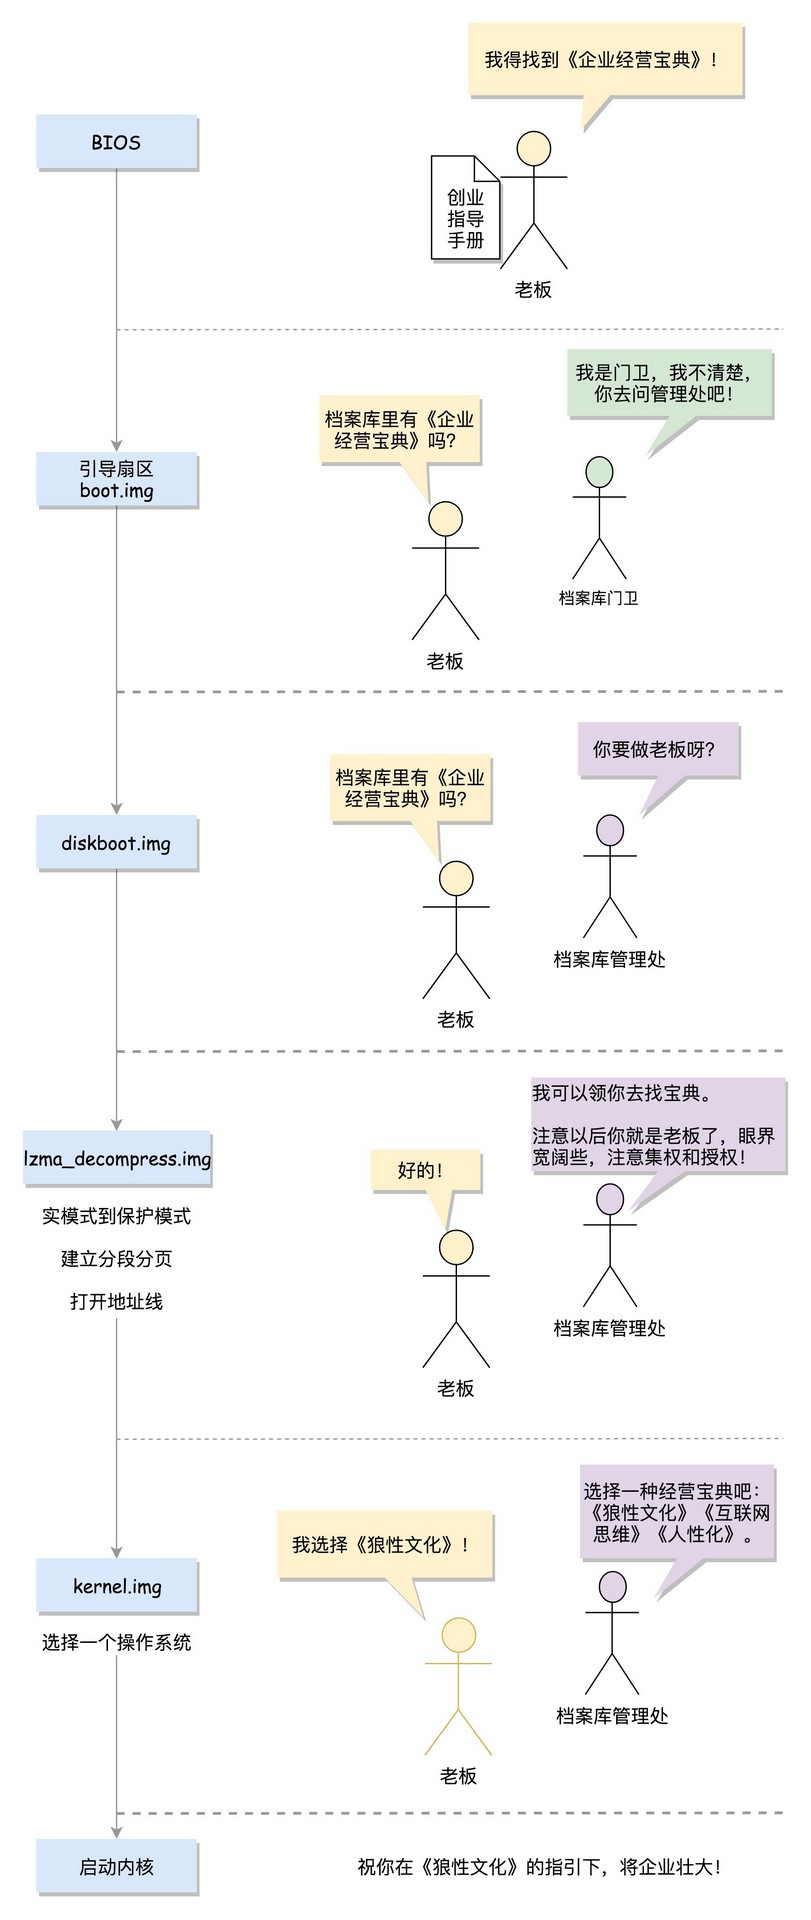 我得找到《企业经营宝典》！
BIOS
创业
指导
手册
老板
我是门卫，我不清楚，
你去问管理处吧！
档案库里有《企业
经营宝典》吗？
引导扇区
boot.img
档案库门卫
老板
你要做老板呀？
档案库里有《企业
经营宝典》吗？
diskboot.img
档案库管理处
老板
我可以领你去找宝典。
注意以后你就是老板了，眼界
宽阔些，注意集权和授权！
lzma_decompress.img
好的！
实模式到保护模式
建立分段分页
打开地址线
档案库管理处
老板
选择一种经营宝典吧：
《狼性文化》《互联网
思维》《人性化》。
我选择《狼性文化》！
kernel.img
选择一个操作系统
档案库管理处
老板
启动内核
祝你在《狼性文化》的指引下，将企业壮大！